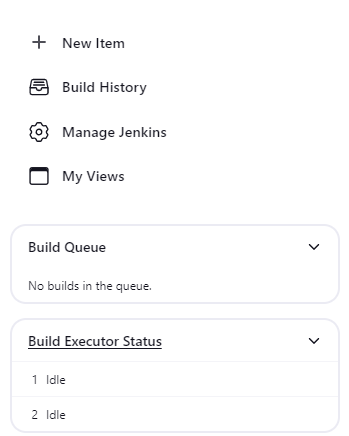 New Item
Build History
Manage Jenkins
My Views
Build Queue
No builds in the queue.
Build Executor Status
1 Idle
2 Idle